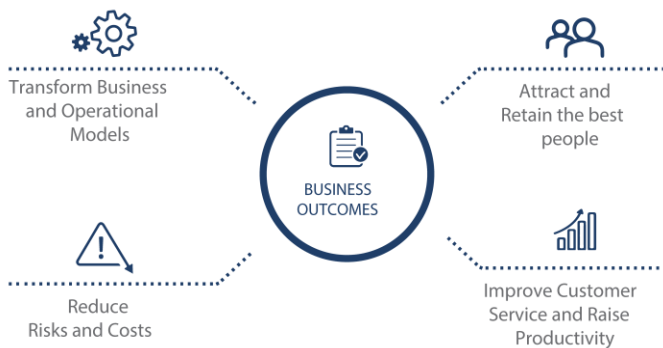 Transform Business
and Operational
Models
Attract and
Retain the best
people
BUSINESS
OUTCOMES
Reduce
Risks and Costs
Improve Customer
Service and Raise
Productivity